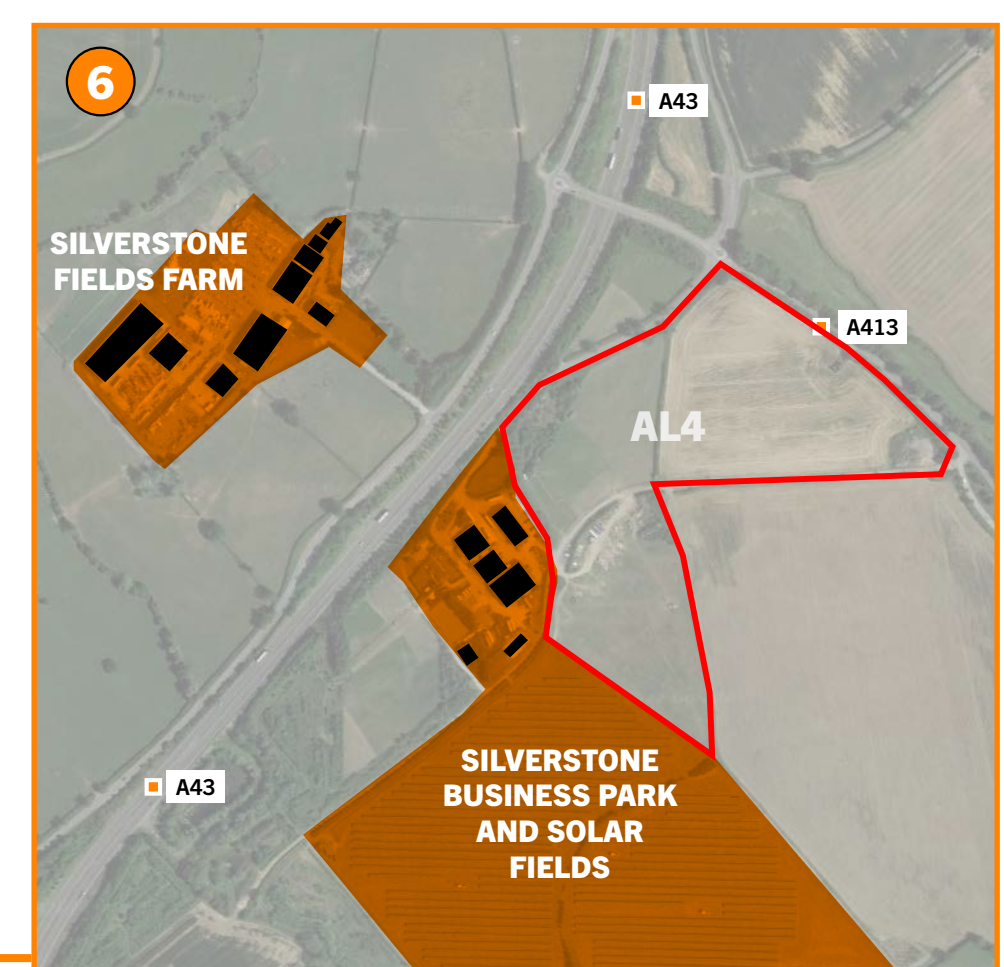 6
A43
SILVERSTONE
FIELDS FARM
A413
AL4
SILVERSTONE
BUSINESS PARK
AND SOLAR
FIELDS
A43